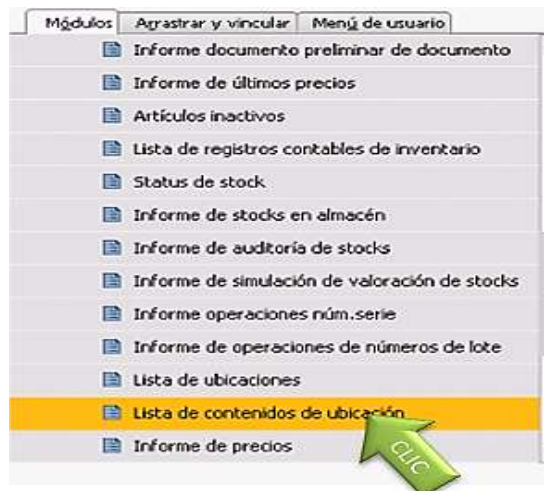 Módulos Arrastrar y vincular Menú de usuario
Informe documento preliminar de documento
Informe de últimos precios
Artículos inactivos
Lista de registros contables de inventario
Status de stock
Informe de stocks en almacén
Informe de auditoría de stocks
Informe de simulación de valoración de stocks
Informe operaciones núm.serie
Informe de operaciones de números de lote
Lista de ubicaciones
Lista de contenidos de ubicación
Informe de precios
CLIC